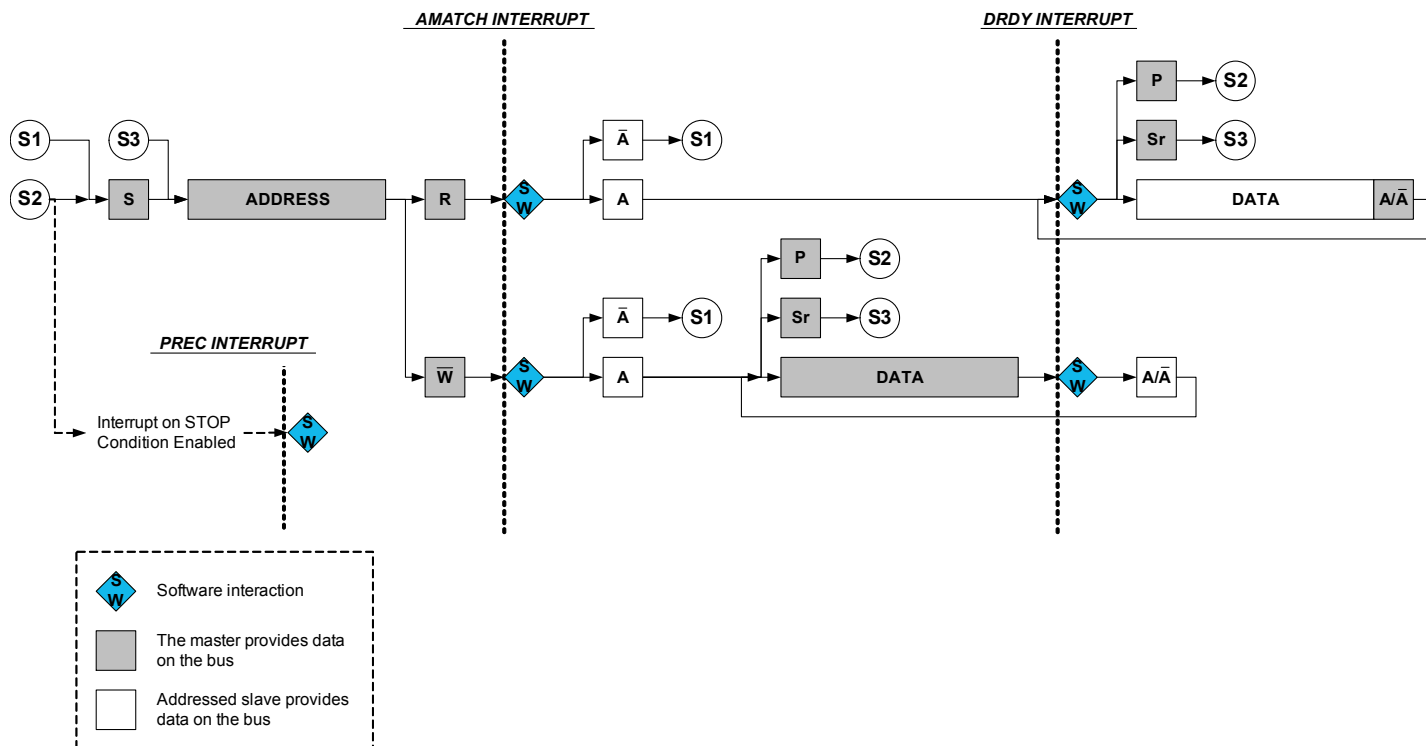 AMATCH INTERRUPT
DRDY INTERRUPT
P
S2
S1
S3
A̅
S1
Sr
S3
S2
S
ADDRESS
R
S
W
A
S
W
DATA
A/A̅
P
S2
A̅
S1
Sr
S3
PREC INTERRUPT
W̅
S
W
A
DATA
S
W
A/A̅
Interrupt on STOP
Condition Enabled
S
W
S
W
Software interaction
The master provides data
on the bus
Addressed slave provides
data on the bus